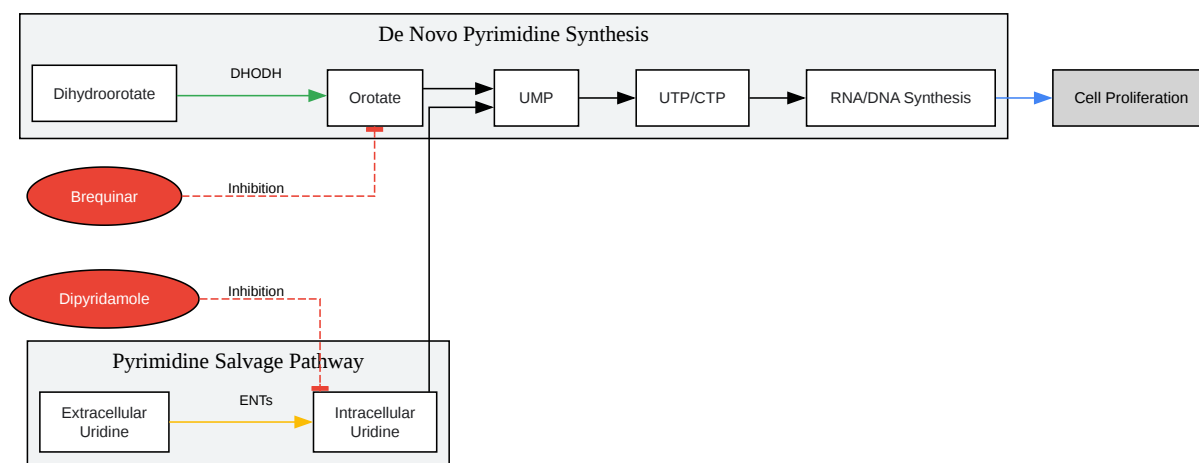 De Novo Pyrimidine Synthesis
DHODH
Dihydroorotate
Orotate
UMP
UTP/CTP
RNA/DNA Synthesis
Cell Proliferation
Brequinar
Inhibition
Dipyridamole
Inhibition
Pyrimidine Salvage Pathway
ENTs
Extracellular
Uridine
Intracellular
Uridine